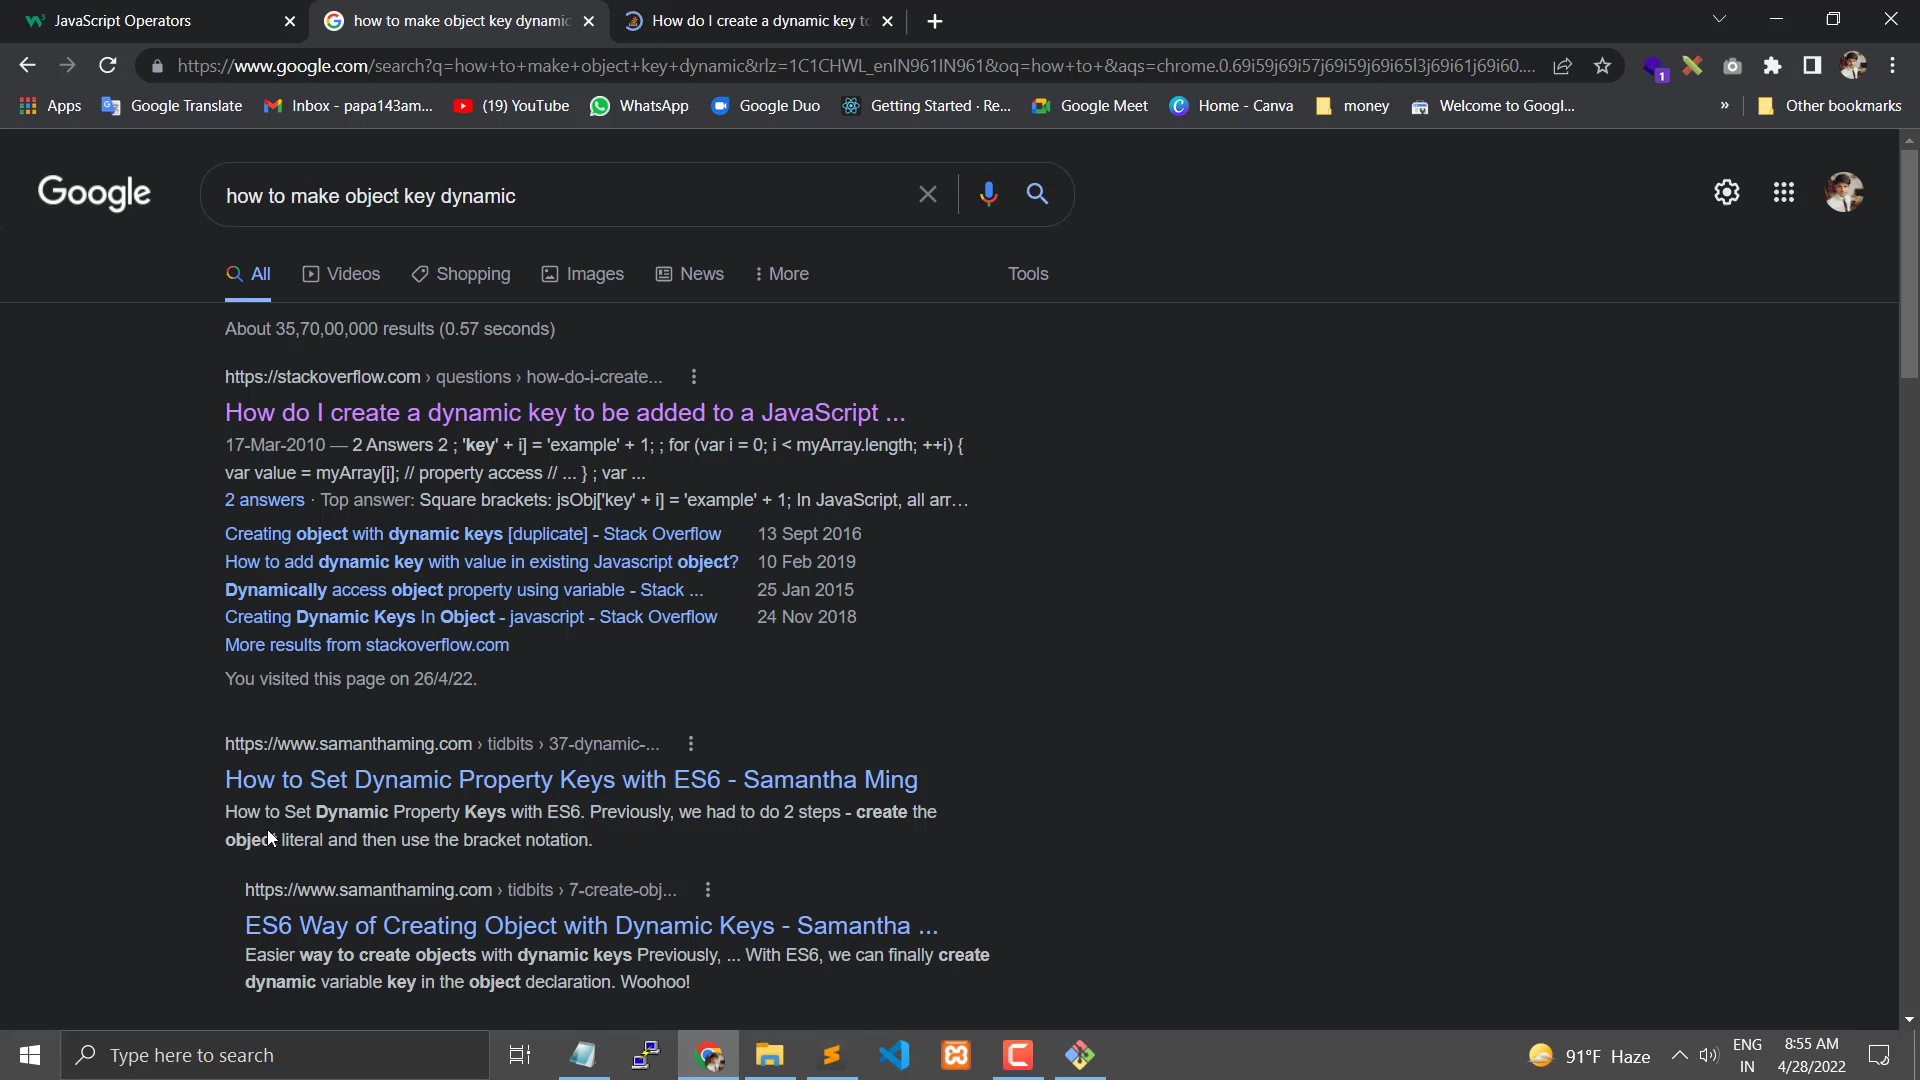 JavaScript Operators
how to make object key dynamic
How do I create a dynamic key to
https://www.google.com/search?q=how+to+make+object+key+dynamic&rlz=1C1CHWL_enIN961IN961&oq=how+to+&aqs=chrome.0.69i59j69i57j69i59j69i65l3j69i61j69i60....
1
Apps
Google Translate
Inbox - papa143am...
(19) YouTube
WhatsApp
Google Duo
Getting Started · Re...
Google Meet
Home - Canva
money
Welcome to Googl...
»
Other bookmarks
Google
how to make object key dynamic
All
Videos
Shopping
Images
News
More
Tools
About 35,70,00,000 results (0.57 seconds)
https://stackoverflow.com › questions › how-do-i-create...
How do I create a dynamic key to be added to a JavaScript ...
17-Mar-2010 — 2 Answers 2 ; 'key' + i] = 'example' + 1; ; for (var i = 0; i < myArray.length; ++i) {
var value = myArray[i]; // property access // ... } ; var ...
2 answers · Top answer: Square brackets: jsObj['key' + i] = 'example' + 1; In JavaScript, all arr...
Creating object with dynamic keys [duplicate] - Stack Overflow 13 Sept 2016
How to add dynamic key with value in existing Javascript object? 10 Feb 2019
Dynamically access object property using variable - Stack ... 25 Jan 2015
Creating Dynamic Keys In Object - javascript - Stack Overflow 24 Nov 2018
More results from stackoverflow.com
You visited this page on 26/4/22.
https://www.samanthaming.com › tidbits › 37-dynamic-...
How to Set Dynamic Property Keys with ES6 - Samantha Ming
How to Set Dynamic Property Keys with ES6. Previously, we had to do 2 steps - create the
object literal and then use the bracket notation.
https://www.samanthaming.com › tidbits › 7-create-obj...
ES6 Way of Creating Object with Dynamic Keys - Samantha ...
Easier way to create objects with dynamic keys Previously, ... With ES6, we can finally create
dynamic variable key in the object declaration. Woohoo!
Type here to search
91°F Haze
ENG
IN
8:55 AM
4/28/2022